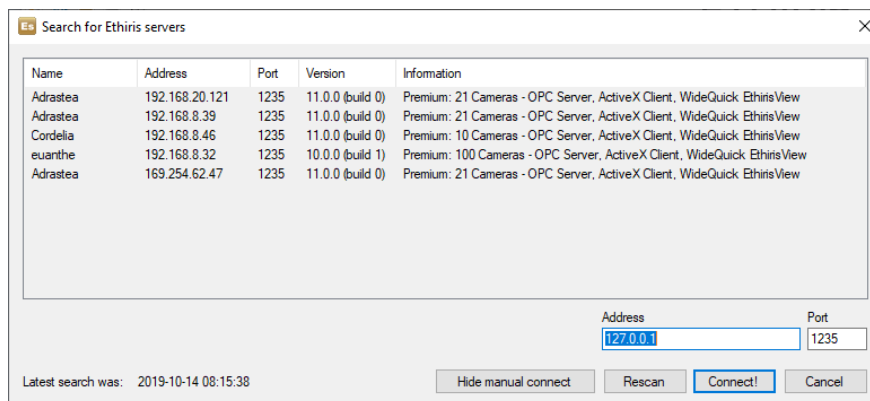 Es Search for Ethiris servers
Name Address Port Version Information
Adrastea 192.168.20.121 1235 11.0.0 (build 0) Premium: 21 Cameras - OPC Server, ActiveX Client, WideQuick EthirisView
Adrastea 192.168.8.39 1235 11.0.0 (build 0) Premium: 21 Cameras - OPC Server, ActiveX Client, WideQuick EthirisView
Cordelia 192.168.8.46 1235 11.0.0 (build 0) Premium: 10 Cameras - OPC Server, ActiveX Client, WideQuick EthirisView
euanthe 192.168.8.32 1235 10.0.0 (build 1) Premium: 100 Cameras - OPC Server, ActiveX Client, WideQuick EthirisView
Adrastea 169.254.62.47 1235 11.0.0 (build 0) Premium: 21 Cameras - OPC Server, ActiveX Client, WideQuick EthirisView
Address Port
127.0.0.1 1235
Latest search was: 2019-10-14 08:15:38 Hide manual connect Rescan Connect! Cancel